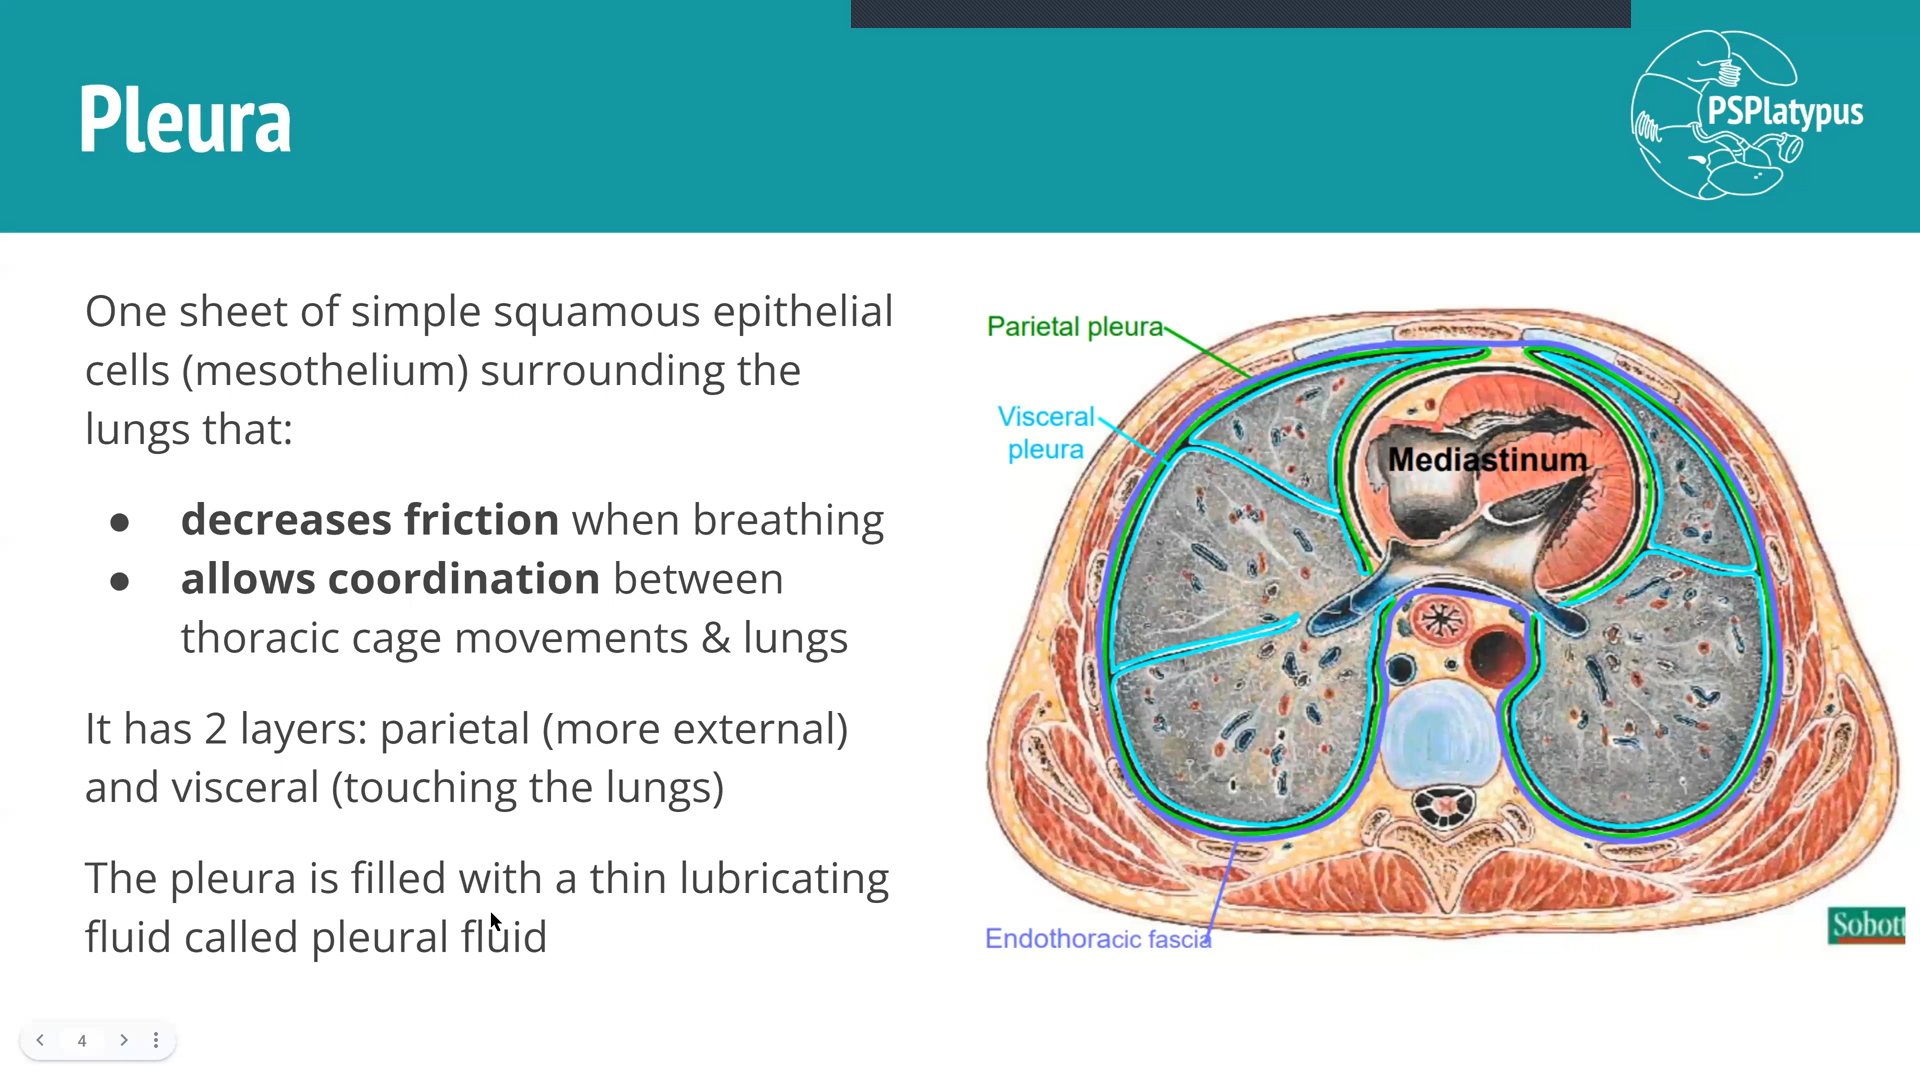 Pleura
PSPlatypus
One sheet of simple squamous epithelial
cells (mesothelium) surrounding the
lungs that:
● decreases friction when breathing
● allows coordination between
thoracic cage movements & lungs
It has 2 layers: parietal (more external)
and visceral (touching the lungs)
The pleura is filled with a thin lubricating
fluid called pleural fluid
Parietal pleura
Visceral
pleura
Mediastinum
Endothoracic fascia
Sobott
4